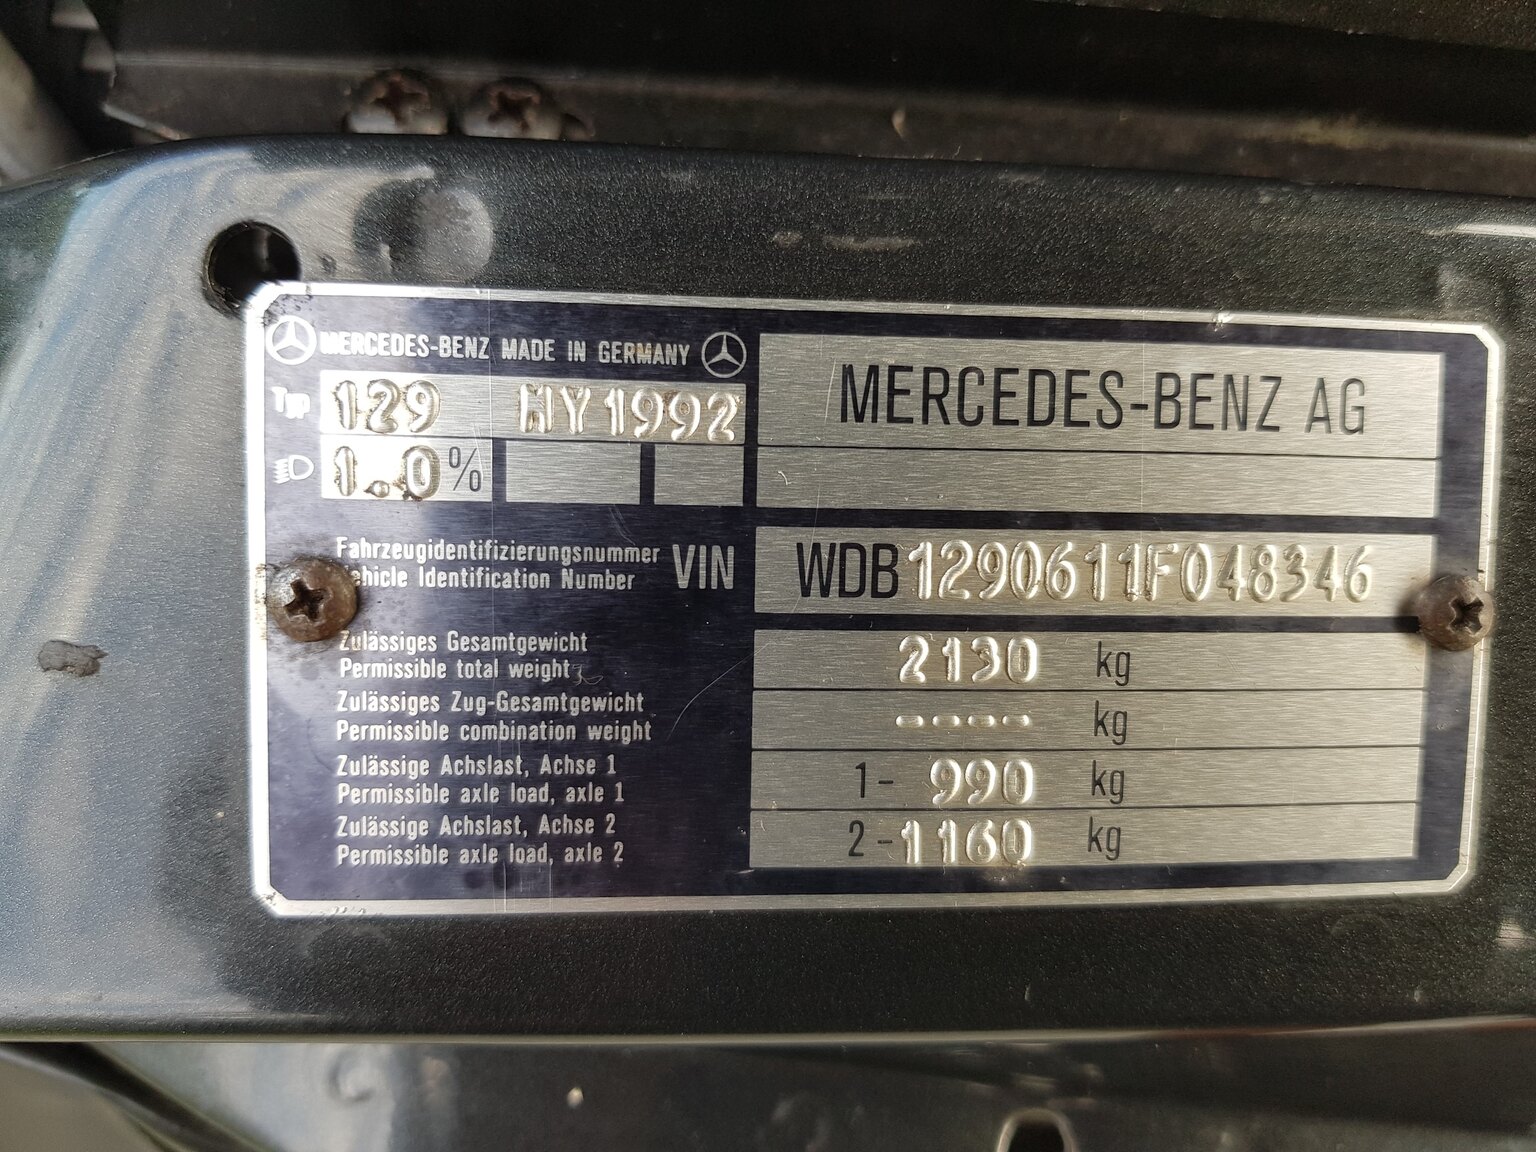 MERCEDES-BENZ MADE IN GERMANY
Typ 129 MY1992
1.0%
MERCEDES-BENZ AG
Fahrzeugidentifizierungsnummer
Vehicle Identification Number
VIN WDB1290611F048346
Zulässiges Gesamtgewicht
Permissible total weight
2130 kg
Zulässiges Zug-Gesamtgewicht
Permissible combination weight
---- kg
Zulässige Achslast, Achse 1
Permissible axle load, axle 1
1- 990 kg
Zulässige Achslast, Achse 2
Permissible axle load, axle 2
2- 1160 kg